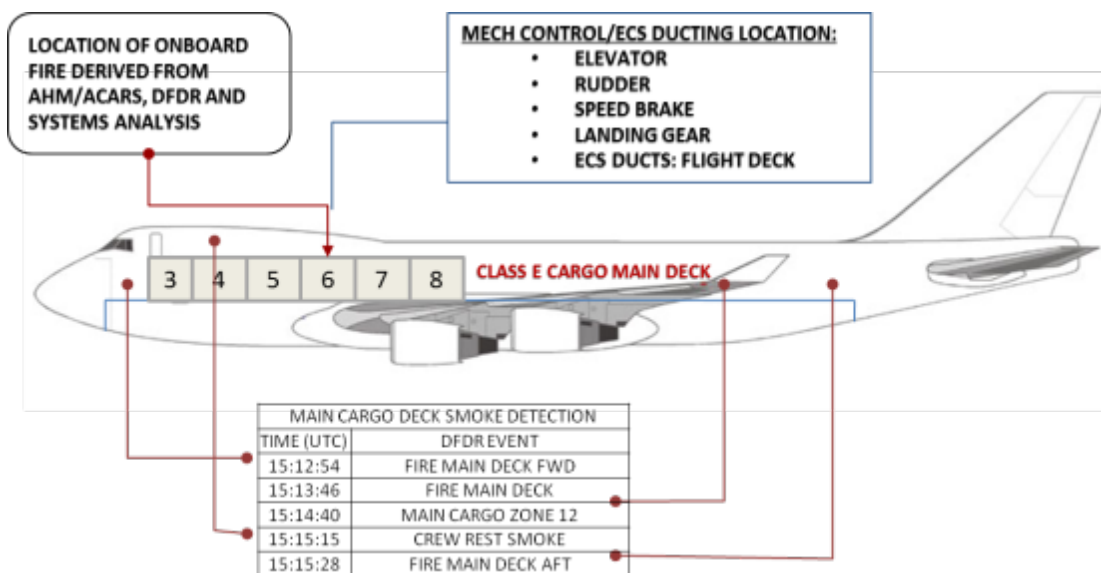 LOCATION OF ONBOARD
FIRE DERIVED FROM
AHM/ACARS, DFDR AND
SYSTEMS ANALYSIS
MECH CONTROL/ECS DUCTING LOCATION:
• ELEVATOR
• RUDDER
• SPEED BRAKE
• LANDING GEAR
• ECS DUCTS: FLIGHT DECK
3 4 5 6 7 8
CLASS E CARGO MAIN DECK
MAIN CARGO DECK SMOKE DETECTION
TIME (UTC) DFDR EVENT
15:12:54 FIRE MAIN DECK FWD
15:13:46 FIRE MAIN DECK
15:14:40 MAIN CARGO ZONE 12
15:15:15 CREW REST SMOKE
15:15:28 FIRE MAIN DECK AFT